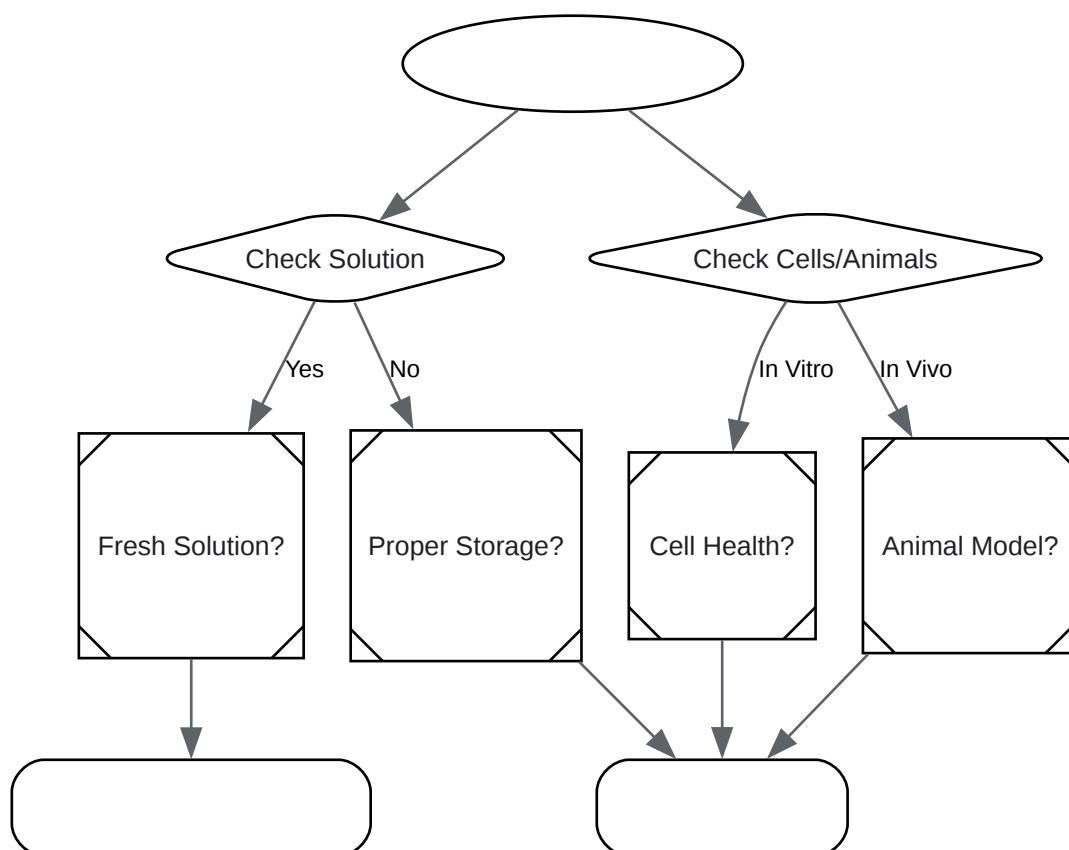 Check Solution
Check Cells/Animals
Yes
No
In Vitro
In Vivo
Fresh Solution?
Proper Storage?
Cell Health?
Animal Model?